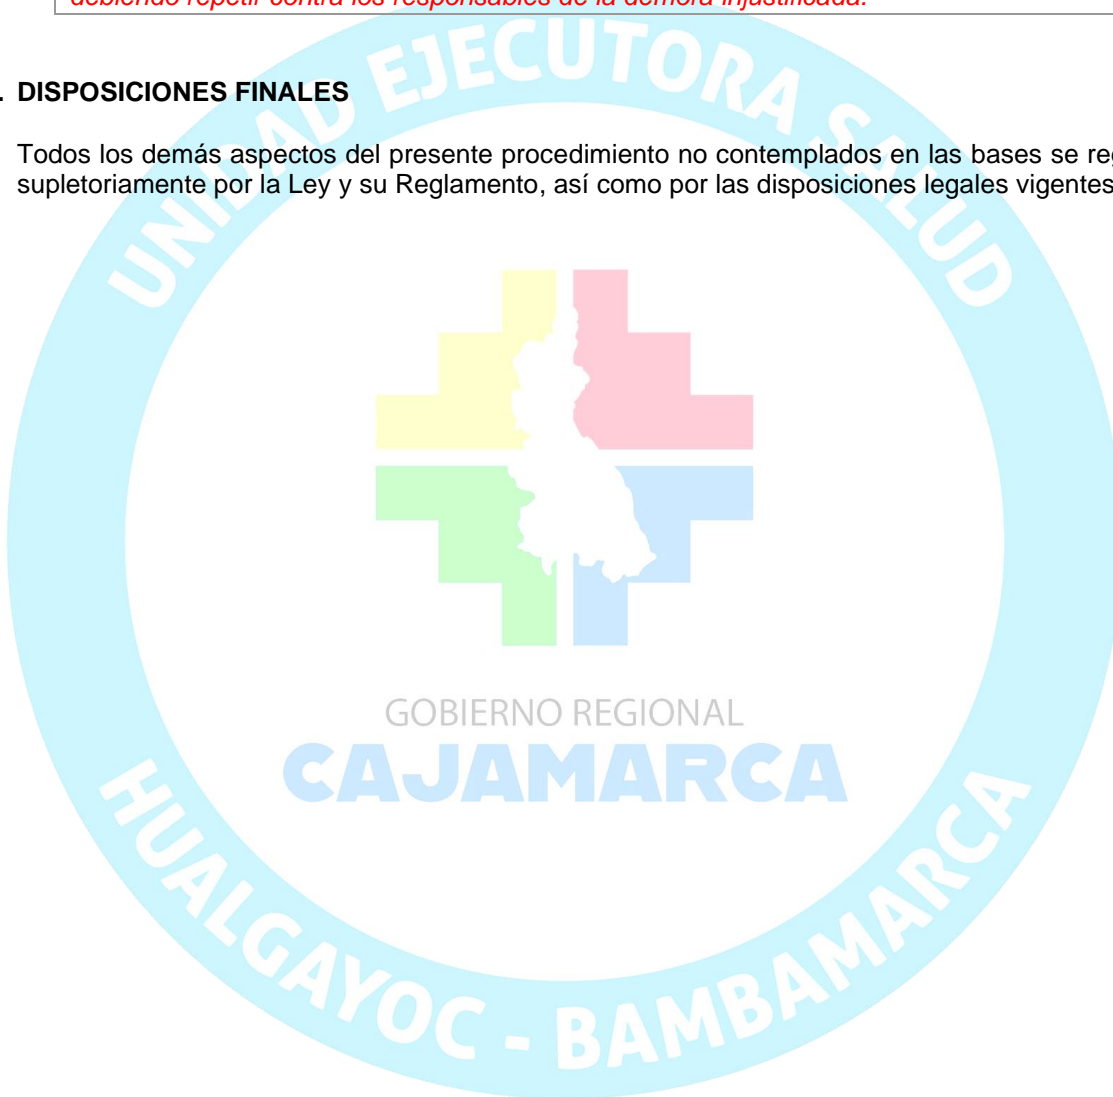 debiendo repetir contra los responsables de la demora injustificada.
. DISPOSICIONES FINALES
Todos los demás aspectos del presente procedimiento no contemplados en las bases se
supletoriamente por la Ley y su Reglamento, así como por las disposiciones legales vigentes
UNIDAD EJECUTORA SALUD
GOBIERNO REGIONAL
CAJAMARCA
HUALGAYOC - BAMBAMARCA